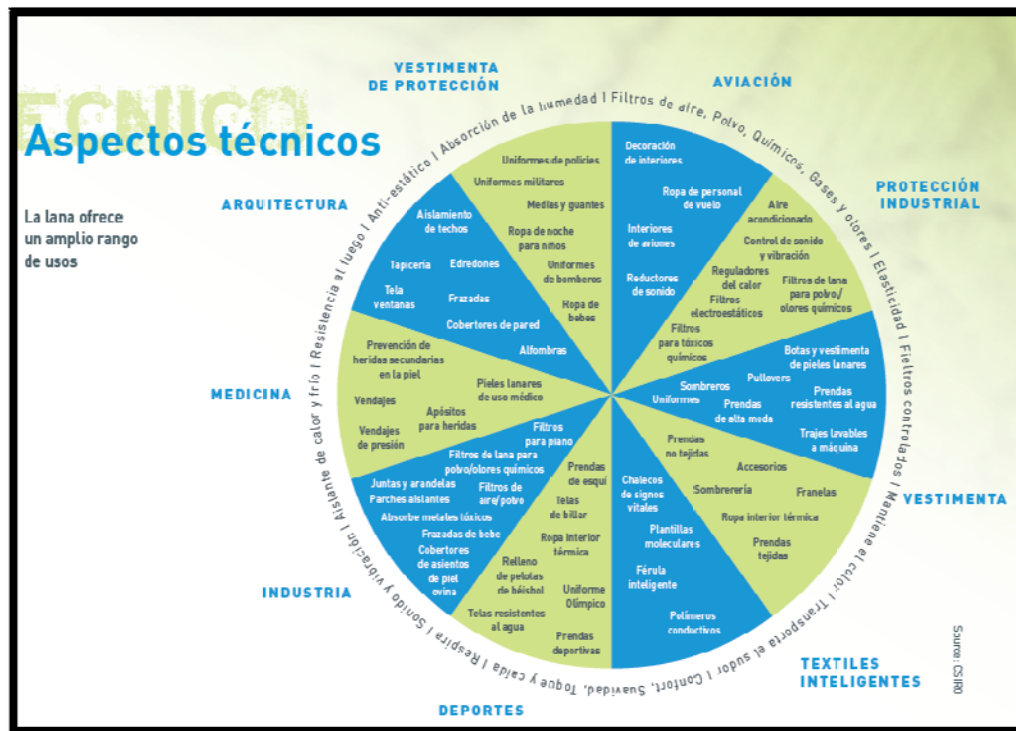 ECNICO
Aspectos técnicos
La lana ofrece
un amplio rango
de usos
VESTIMENTA
DE PROTECCIÓN
Uniformes de policies
Uniformes militares
Medias y guantes
Ropa de noche
para niños
Uniformes
de bomberos
Ropa de
bebes
AVIACIÓN
Decoración
de interiores
Ropa de personal
de vuelo
Interiores
de aviones
Reductores
de sonido
PROTECCIÓN
INDUSTRIAL
Aire
acondicionado
Control de sonido
y vibración
Reguladores
del calor
Filtros de lana
para polvo/
olores químicos
Filtros
electroestáticos
Filtros
para tóxicos
químicos
Botas y vestimenta
de pieles lanares
Pullovers
Sombreros
Uniformes
Prendas
resistentes al agua
Prendas
de alta moda
Trajes lavables
a máquina
VESTIMENTA
Prendas
no tejidas
Accesorios
Sombrerería
Franelas
Ropa interior térmica
Prendas
tejidas
TEXTILES
INTELIGENTES
Chalecos
de signos
vitales
Plantillas
moleculares
Férula
inteligente
Polímeros
conductivos
DEPORTES
Prendas
de esquí
Telas
de billar
Ropa interior
térmica
Relleno
de pelotas
de béisbol
Uniforme
Olímpico
Telas resistentes
al agua
Prendas
deportivas
INDUSTRIA
Filtros
para piano
Filtros de lana para
polvo/olores químicos
Juntas y arandelas
Filtros de
aire/polvo
Parches aislantes
Absorbe metales tóxicos
Frazadas de bebe
Cobertores
de asientos
de piel
ovina
MEDICINA
Prevención de
heridas secundarias
en la piel
Pieles lanares
de uso médico
Vendajes
Apósitos
para heridas
Vendajes
de presión
ARQUITECTURA
Aislamiento
de techos
Tapicería
Edredones
Tela
ventanas
Frazadas
Cobertores de pared
Alfombras
Aislante de calor y frío | Resistencia al fuego | Anti-estático | Absorción de la humedad | Filtros de aire, Polvo, Químicos, Gases y olores | Elasticidad | Fieltros controlados | Mantiene el color | Transporta el sudor | Confort, Suavidad, Toque y caída | Respira | Sonido y vibración |
Source: CSIRO